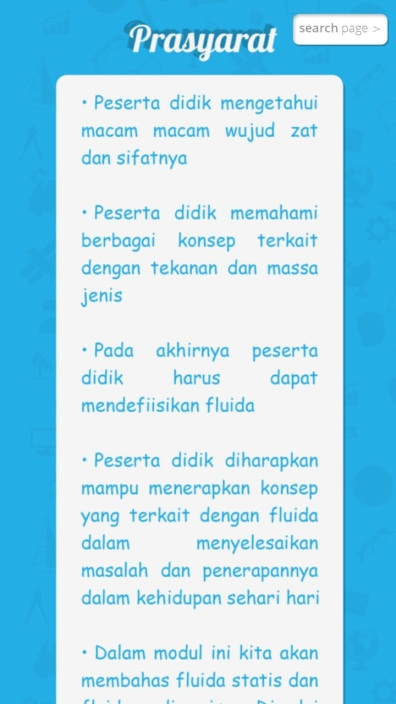 Prasyarat
search page >
• Peserta didik mengetahui
macam macam wujud zat
dan sifatnya
• Peserta didik memahami
berbagai konsep terkait
dengan tekanan dan massa
jenis
• Pada akhirnya peserta
didik harus dapat
mendefiisikan fluida
• Peserta didik diharapkan
mampu menerapkan konsep
yang terkait dengan fluida
dalam menyelesaikan
masalah dan penerapannya
dalam kehidupan sehari hari
• Dalam modul ini kita akan
membahas fluida statis dan